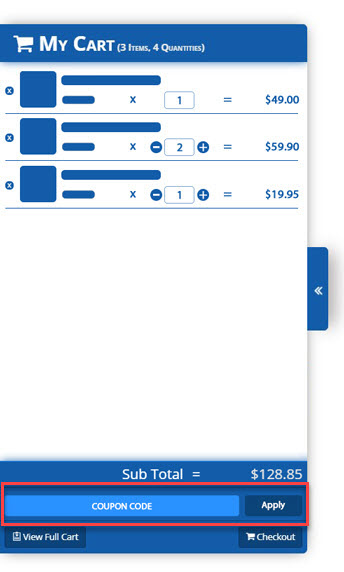 My Cart (3 Items, 4 Quantities)
x
x 1 = $49.00
x
x 2 = $59.90
x
x 1 = $19.95
Sub Total = $128.85
COUPON CODE Apply
View Full Cart Checkout